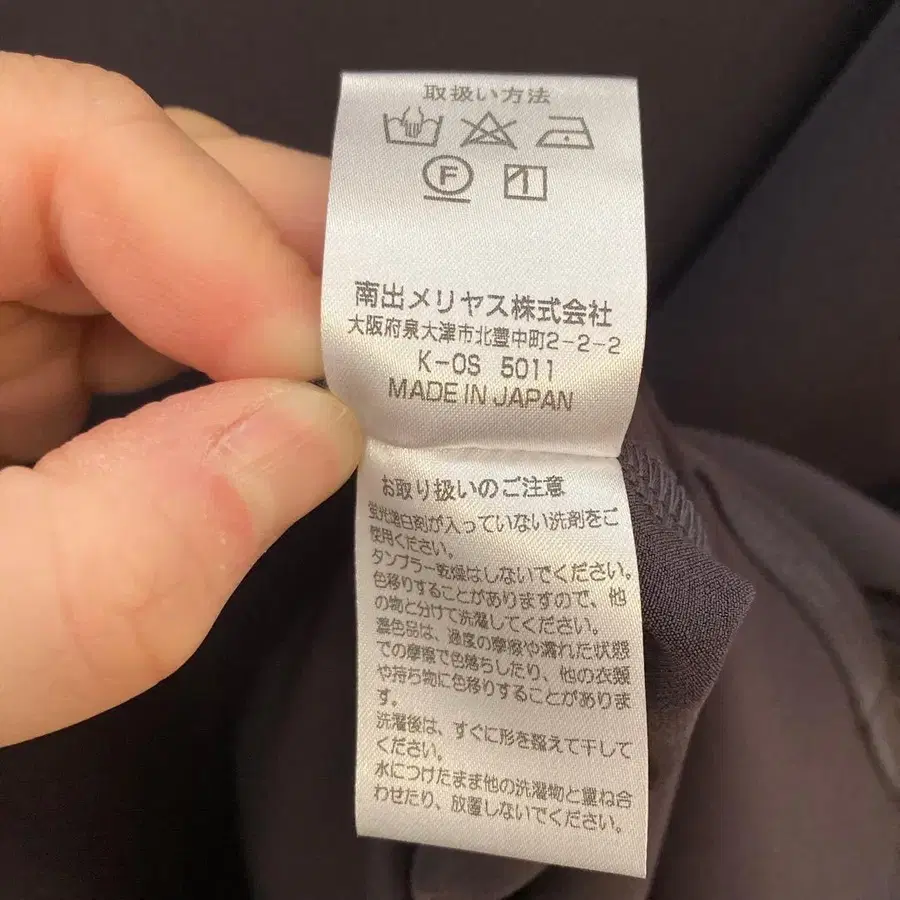 取扱い方法
F
南出メリヤス株式会社
大阪府泉大津市北豊中町2-2-2
K-OS 5011
MADE IN JAPAN
お取り扱いのご注意
蛍光増白剤が入っていない洗剤をご
使用ください。
タンブラー乾燥はしないでください。
色移りすることがありますので、他
の物と分けて洗濯してください。
濃色品は、過度の摩擦や濡れた状態
での摩擦で色落ちしたり、他の衣類
や持ち物に色移りすることがありま
す。
洗濯後は、すぐに形を整えて干して
ください。
水につけたまま他の洗濯物と重ね合
わせたり、放置しないでください。